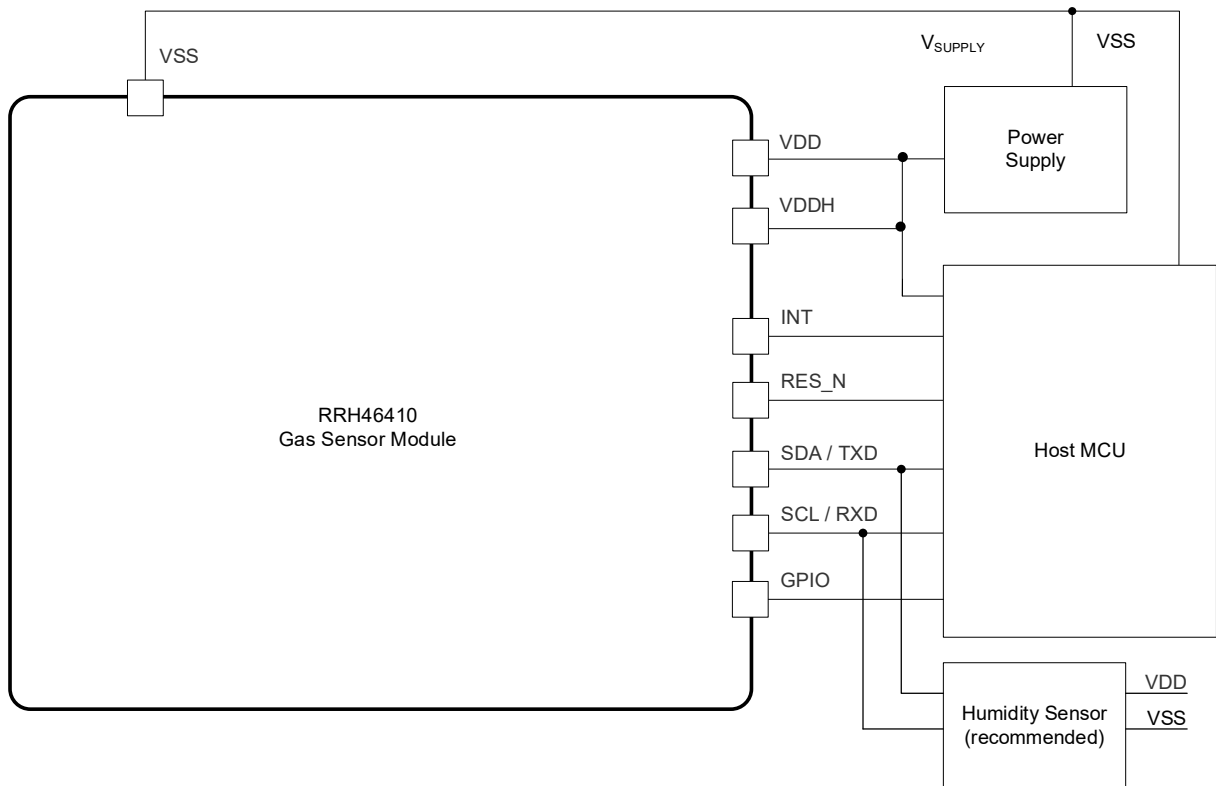 VSS
VSUPPLY
VSS
VDD
VDDH
INT
RES_N
SDA / TXD
SCL / RXD
GPIO
RRH46410
Gas Sensor Module
Power
Supply
Host MCU
Humidity Sensor
(recommended)
VDD
VSS